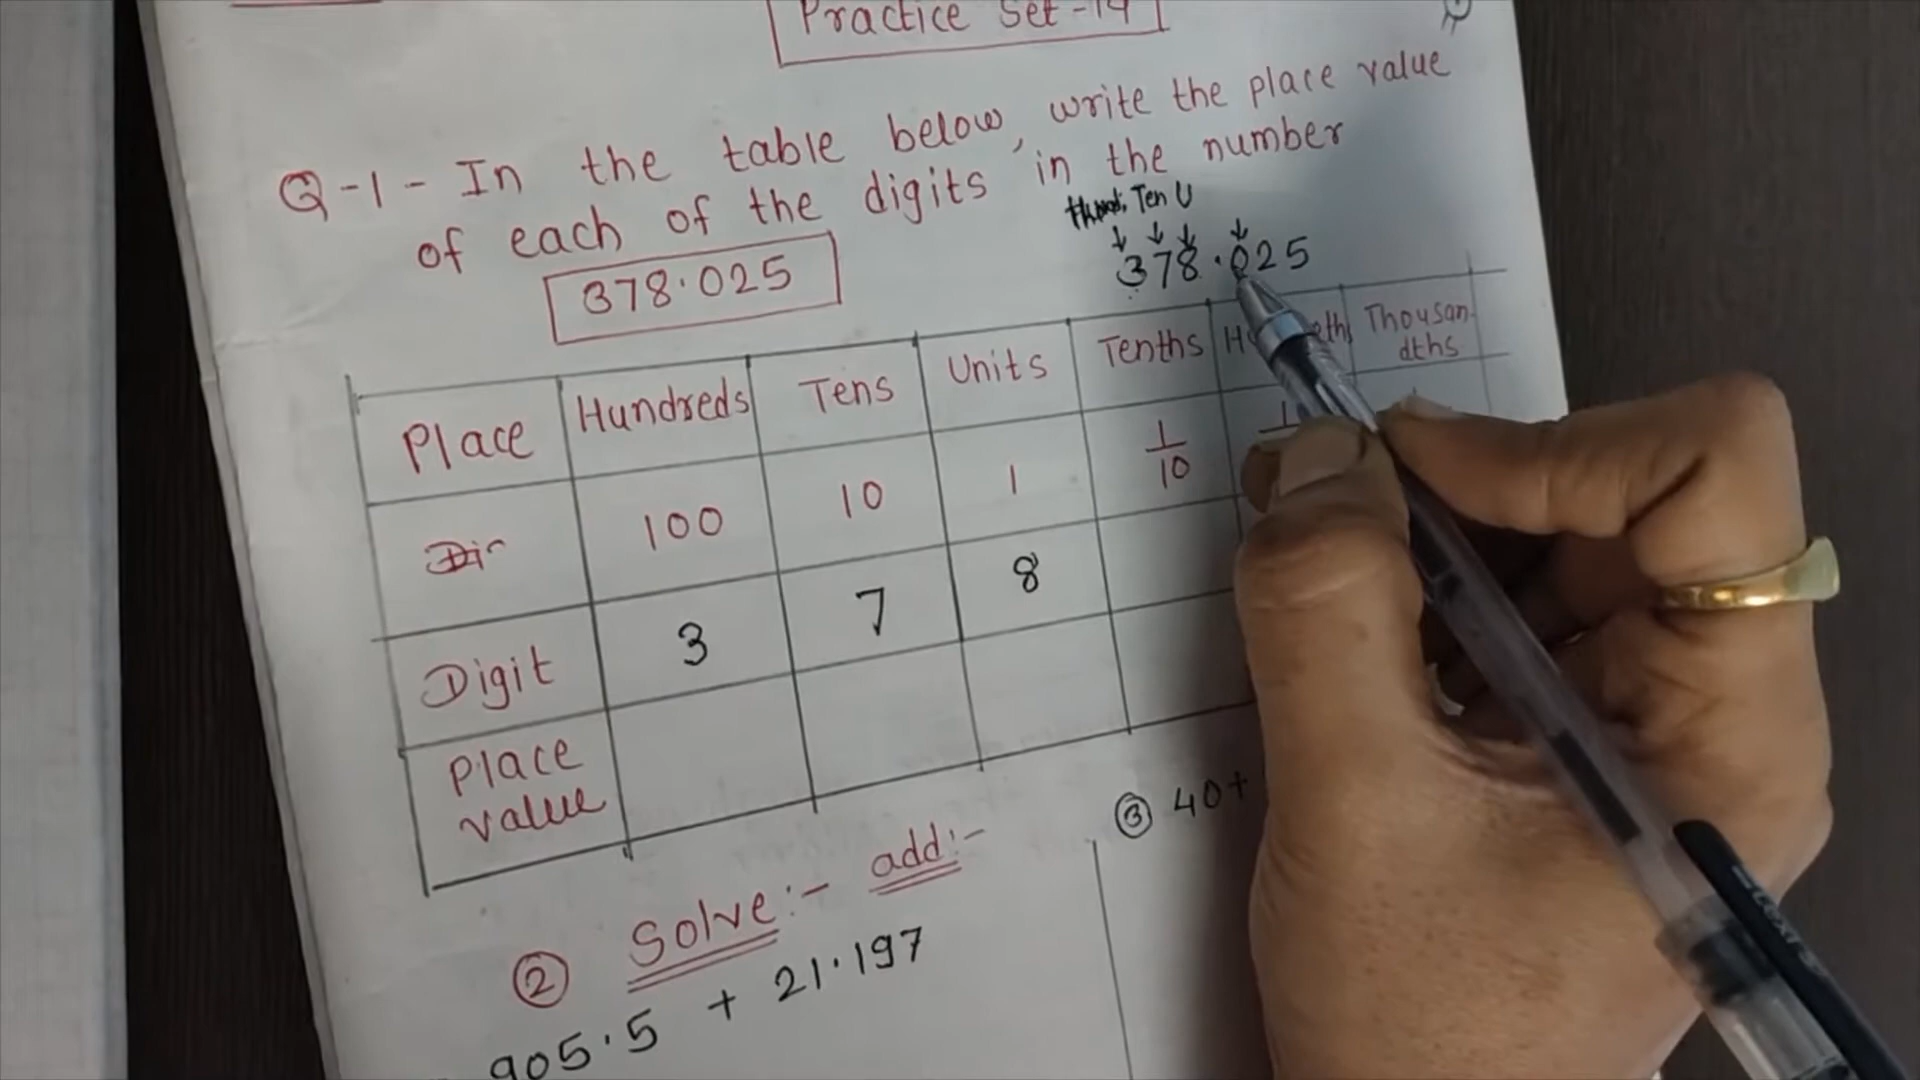 Practice Set-14
Q-1- In the table below, write the place value
of each of the digits in the number
Ten U
378.025
378.025
Place Hundreds Tens Units Tenths Thousan-
dths
100 10 1 1/10
Digit 3 7 8
Place
value
② Solve:- add:-
③ 40+
905.5 + 21.197